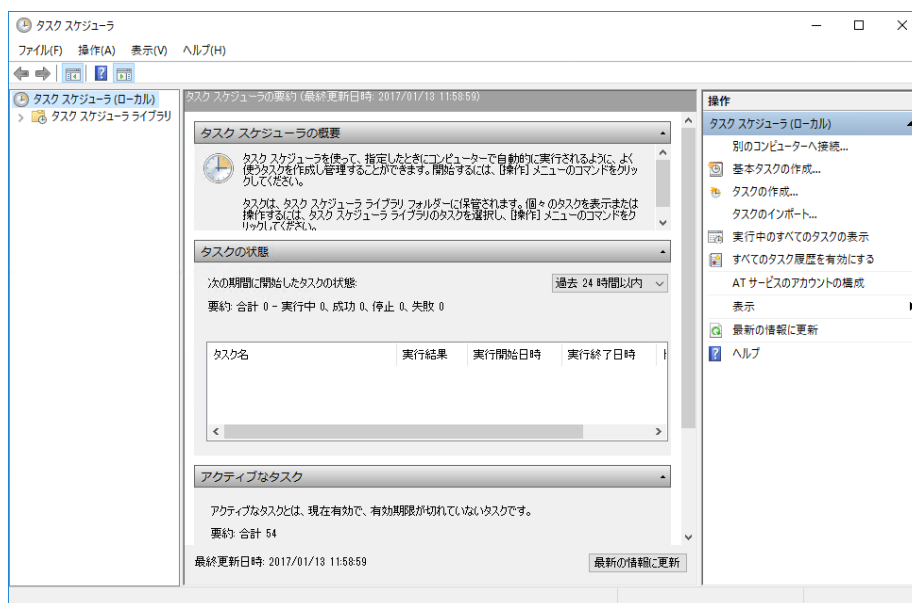 タスク スケジューラ
ファイル(F) 操作(A) 表示(V) ヘルプ(H)
タスク スケジューラ (ローカル)
タスク スケジューラ ライブラリ
タスク スケジューラの要約 (最終更新日時: 2017/01/13 11:58:59)
タスク スケジューラの概要
タスク スケジューラを使って、指定したときにコンピューターで自動的に実行されるように、よく
使うタスクを作成し管理することができます。開始するには、[操作] メニューのコマンドをクリッ
クしてください。
タスクは、タスク スケジューラ ライブラリ フォルダーに保管されます。個々のタスクを表示または
操作するには、タスク スケジューラ ライブラリのタスクを選択し、[操作] メニューのコマンドをク
リックしてください。
タスクの状態
次の期間に開始したタスクの状態:
過去 24 時間以内
要約: 合計 0 - 実行中 0、成功 0、停止 0、失敗 0
タスク名 実行結果 実行開始日時 実行終了日時
アクティブなタスク
アクティブなタスクとは、現在有効で、有効期限が切れていないタスクです。
要約: 合計 54
最終更新日時: 2017/01/13 11:58:59
最新の情報に更新
操作
タスク スケジューラ (ローカル)
別のコンピューターへ接続...
基本タスクの作成...
タスクの作成...
タスクのインポート...
実行中のすべてのタスクの表示
すべてのタスク履歴を有効にする
AT サービスのアカウントの構成
表示
最新の情報に更新
ヘルプ